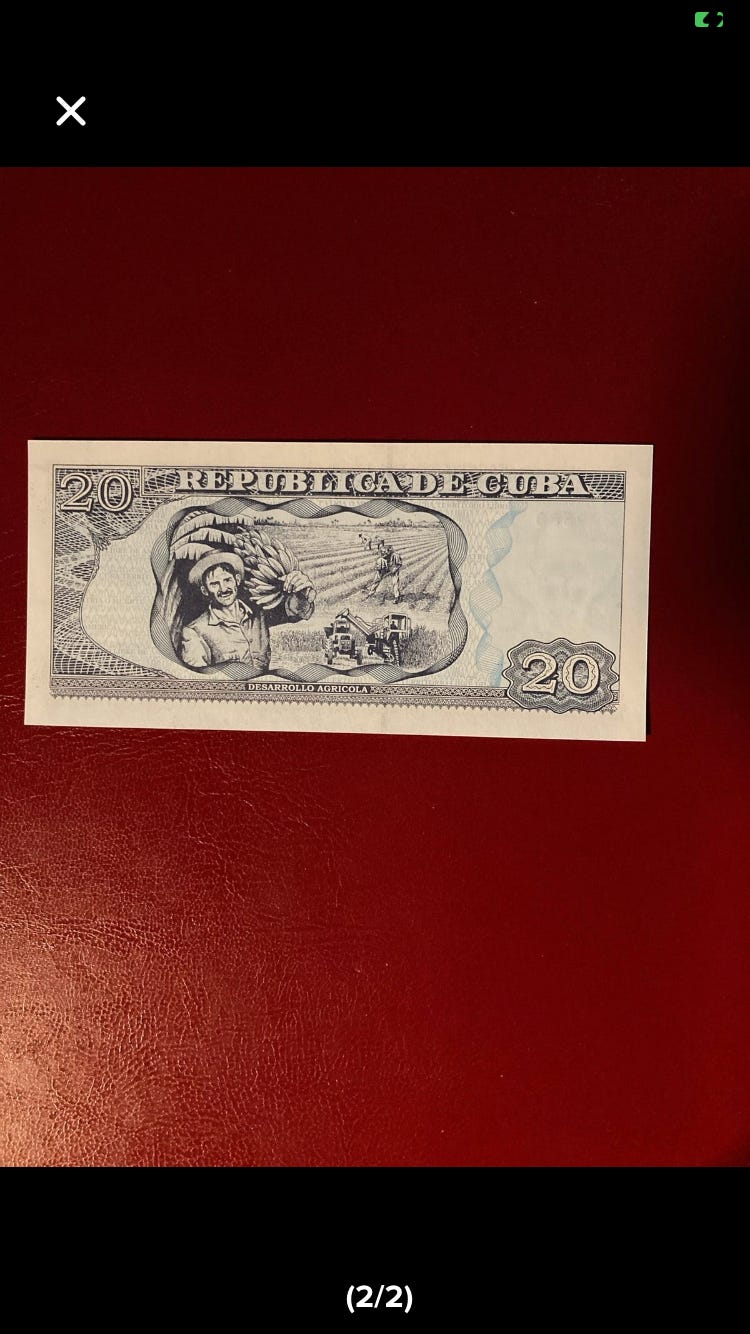 20 REPUBLICA DE CUBA
DESARROLLO AGRICOLA
20
(2/2)